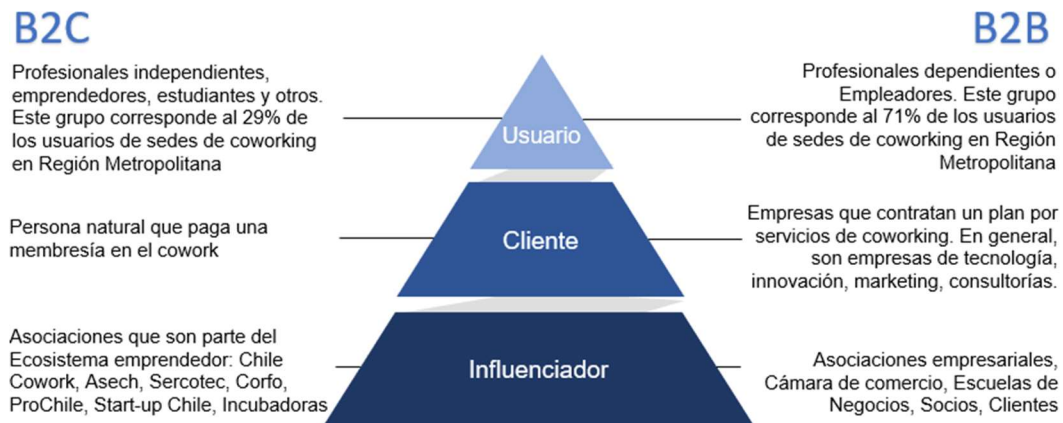 B2C
B2B
Profesionales independientes,
emprendedores, estudiantes y otros.
Este grupo corresponde al 29% de
los usuarios de sedes de coworking
en Región Metropolitana
Usuario
Profesionales dependientes o
Empleadores. Este grupo
corresponde al 71% de los usuarios
de sedes de coworking en Región
Metropolitana
Persona natural que paga una
membresía en el cowork
Cliente
Empresas que contratan un plan por
servicios de coworking. En general,
son empresas de tecnología,
innovación, marketing, consultorías.
Asociaciones que son parte del
Ecosistema emprendedor: Chile
Cowork, Asech, Sercotec, Corfo,
ProChile, Start-up Chile, Incubadoras
Influenciador
Asociaciones empresariales,
Cámara de comercio, Escuelas de
Negocios, Socios, Clientes